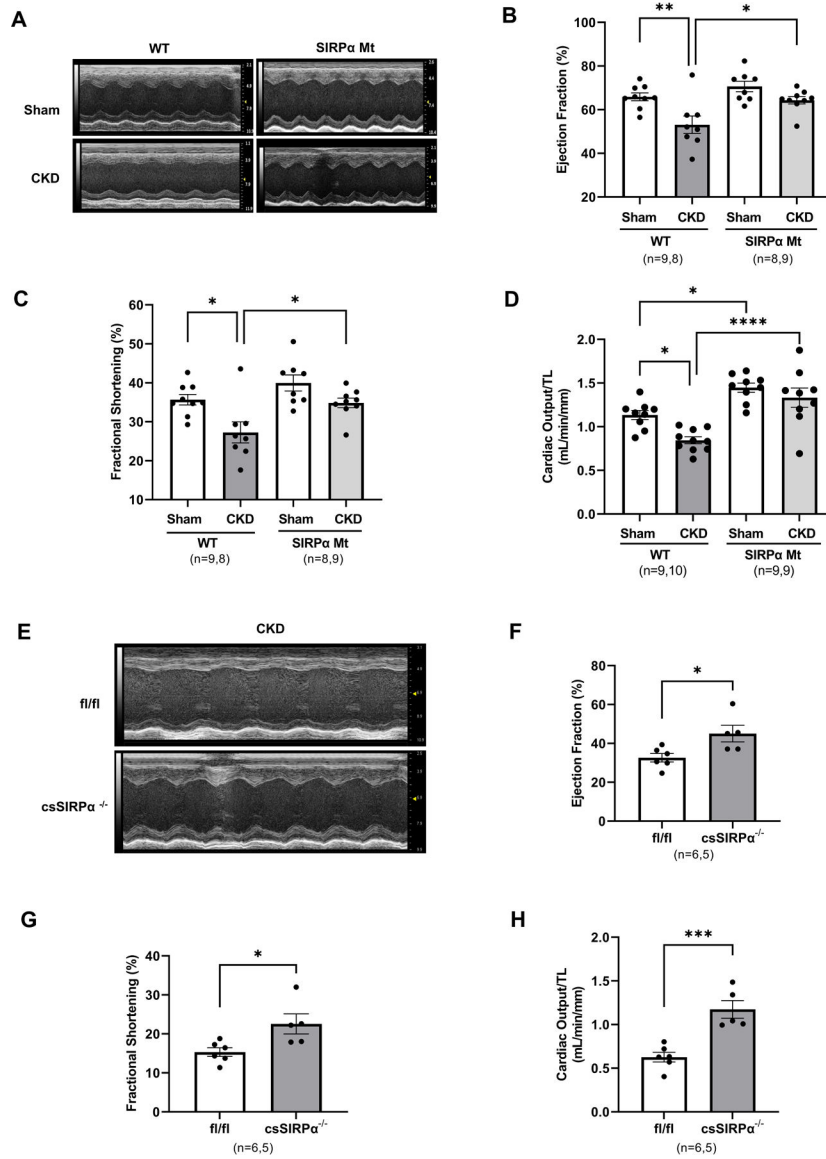 A
WT
SIRPα Mt
Sham
CKD
B
Ejection Fraction (%)
100
80
60
40
20
**
*
Sham
CKD
Sham
CKD
WT
SIRPα Mt
(n=9,8)
(n=8,9)
C
Fractional Shortening (%)
60
50
40
30
20
10
*
*
Sham
CKD
Sham
CKD
WT
SIRPα Mt
(n=9,8)
(n=8,9)
D
Cardiac Output/TL
(mL/min/mm)
2.0
1.5
1.0
0.5
0.0
*
****
*
Sham
CKD
Sham
CKD
WT
SIRPα Mt
(n=9,10)
(n=9,9)
E
CKD
fl/fl
csSIRPα -/-
F
Ejection Fraction (%)
80
60
40
20
0
*
fl/fl
csSIRPα-/-
(n=6,5)
G
Fractional Shortening (%)
40
30
20
10
0
*
fl/fl
csSIRPα-/-
(n=6,5)
H
Cardiac Output/TL
(mL/min/mm)
2.0
1.5
1.0
0.5
0.0
***
fl/fl
csSIRPα-/-
(n=6,5)